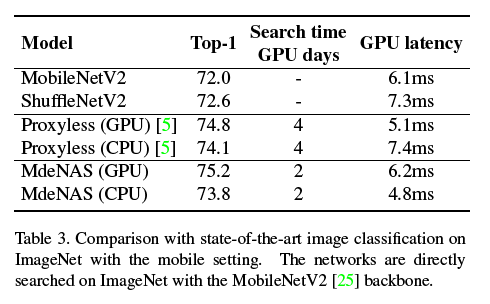 Model Top-1 Search time GPU days GPU latency
MobileNetV2 72.0 - 6.1ms
ShuffleNetV2 72.6 - 7.3ms
Proxyless (GPU) [5] 74.8 4 5.1ms
Proxyless (CPU) [5] 74.1 4 7.4ms
MdeNAS (GPU) 75.2 2 6.2ms
MdeNAS (CPU) 73.8 2 4.8ms
Table 3. Comparison with state-of-the-art image classification on
ImageNet with the mobile setting. The networks are directly
searched on ImageNet with the MobileNetV2 [25] backbone.